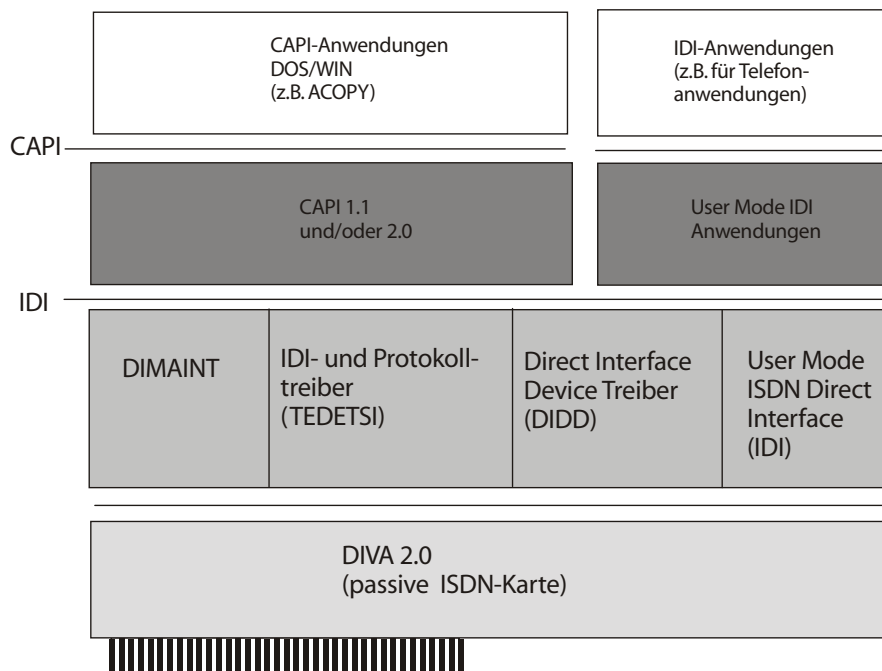 CAPI-Anwendungen
DOS/WIN
(z.B. ACOPY)
IDI-Anwendungen
(z.B. für Telefon-
anwendungen)
CAPI
CAPI 1.1
und/oder 2.0
User Mode IDI
Anwendungen
IDI
DIMAINT
IDI- und Protokoll-
treiber
(TEDETSI)
Direct Interface
Device Treiber
(DIDD)
User Mode
ISDN Direct
Interface
(IDI)
DIVA 2.0
(passive ISDN-Karte)